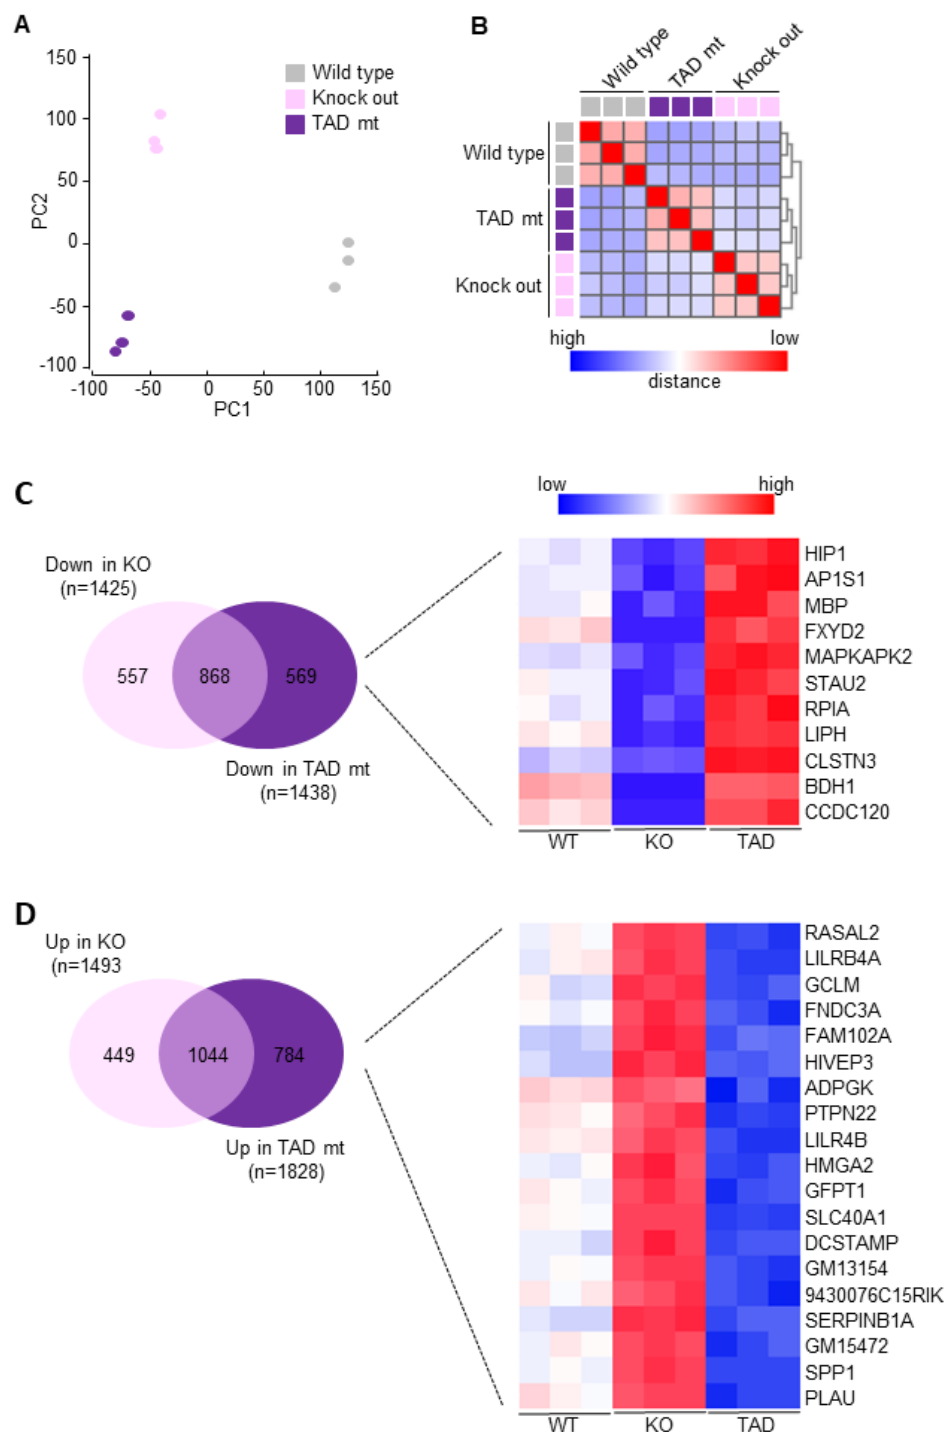 A
150
100
50
0
-50
-100
PC2
-100
-50
0
50
100
150
PC1
Wild type
Knock out
TAD mt
B
Wild type
TAD mt
Knock out
Wild type
TAD mt
Knock out
high
low
distance
C
low
high
Down in KO
(n=1425)
557
868
569
Down in TAD mt
(n=1438)
HIP1
AP1S1
MBP
FXYD2
MAPKAPK2
STAU2
RPIA
LIPH
CLSTN3
BDH1
CCDC120
WT
KO
TAD
D
Up in KO
(n=1493
449
1044
784
Up in TAD mt
(n=1828)
RASAL2
LILRB4A
GCLM
FNDC3A
FAM102A
HIVEP3
ADPGK
PTPN22
LILR4B
HMGA2
GFPT1
SLC40A1
DCSTAMP
GM13154
9430076C15RIK
SERPINB1A
GM15472
SPP1
PLAU
WT
KO
TAD